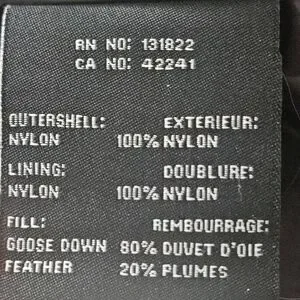 RN NO: 131822
CA NO: 42241
OUTERSHELL: EXTERIEUR:
NYLON 100% NYLON
LINING: DOUBLURE:
NYLON 100% NYLON
FILL: REMBOURRAGE:
GOOSE DOWN 80% DUVET D'OIE
FEATHER 20% PLUMES